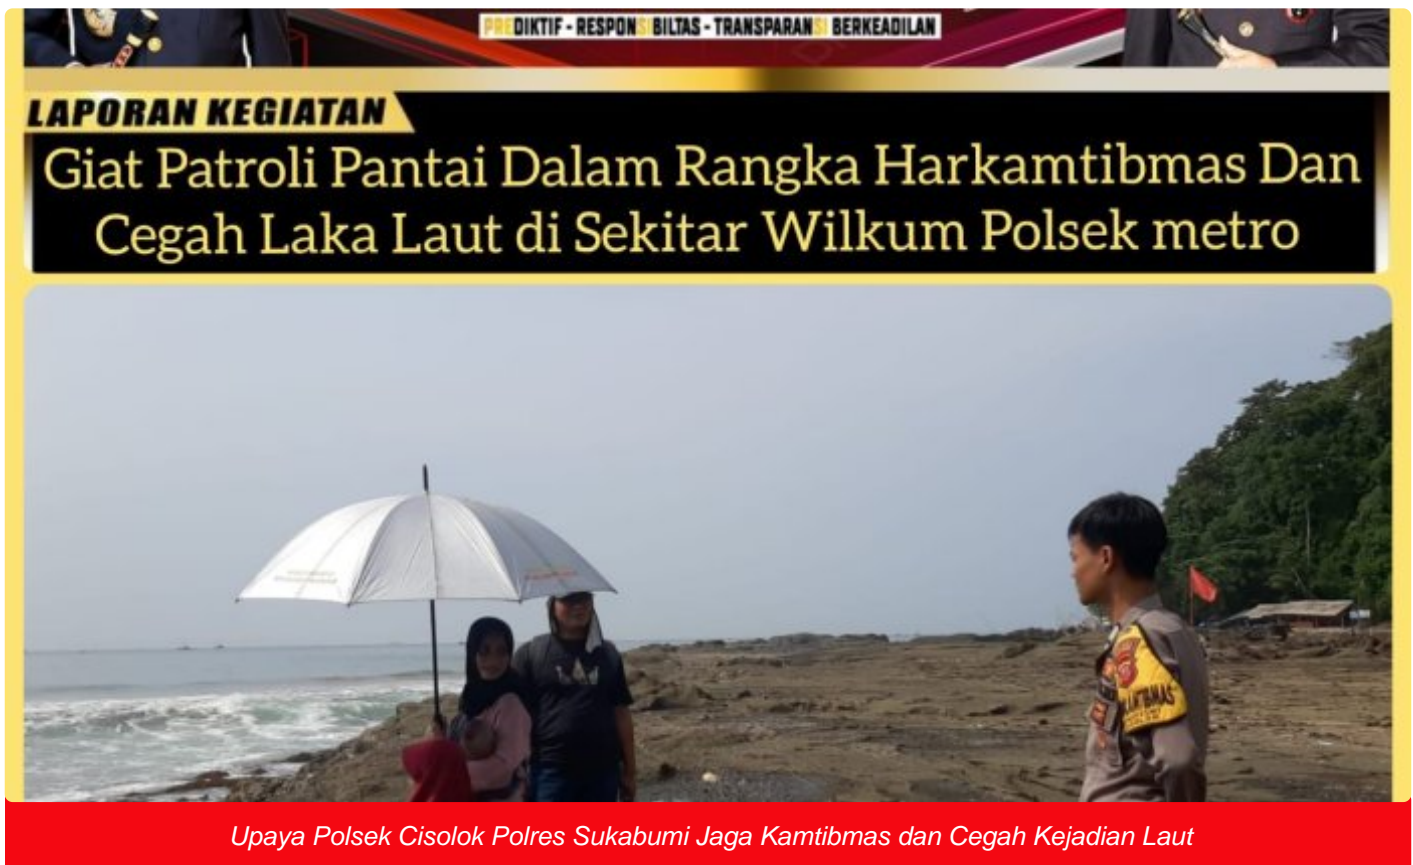 PREDIKTIF - RESPONSIBILTAS - TRANSPARANSI BERKEADILAN
LAPORAN KEGIATAN
Giat Patroli Pantai Dalam Rangka Harkamtibmas Dan
Cegah Laka Laut di Sekitar Wilkum Polsek metro
Upaya Polsek Cisolok Polres Sukabumi Jaga Kamtibmas dan Cegah Kejadian Laut